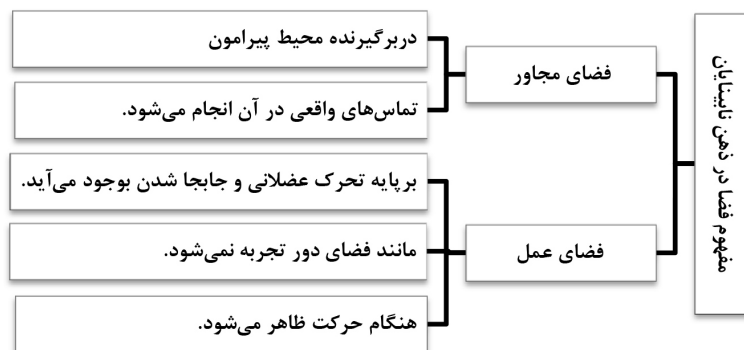 مفهوم فضا در ذهن نابینایان
فضای مجاور
دربرگیرنده محیط پیرامون
تماس‌های واقعی در آن انجام می‌شود.
فضای عمل
برپایه تحرک عضلانی و جابجا شدن بوجود می‌آید.
مانند فضای دور تجربه نمی‌شود.
هنگام حرکت ظاهر می‌شود.